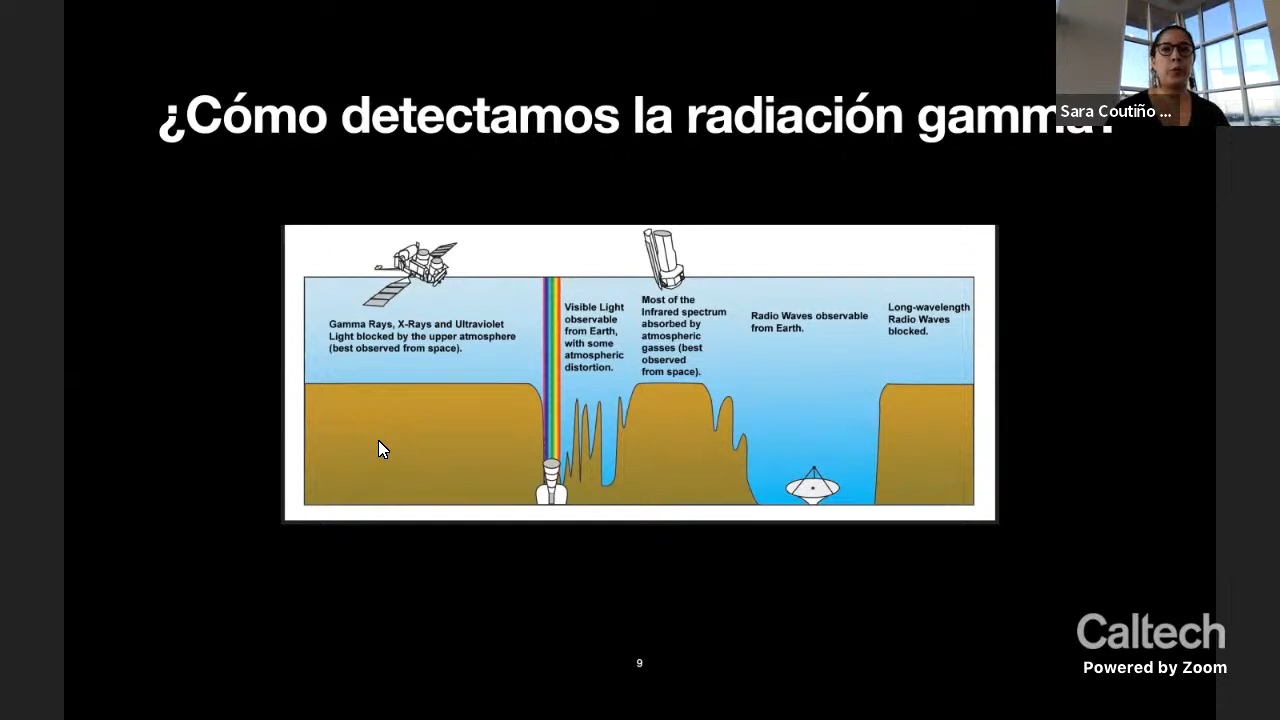 ¿Cómo detectamos la radiación gamma?
Sara Coutiño ...
Gamma Rays, X-Rays and Ultraviolet
Light blocked by the upper atmosphere
(best observed from space).
Visible Light
observable
from Earth,
with some
atmospheric
distortion.
Most of the
Infrared spectrum
absorbed by
atmospheric
gasses (best
observed
from space).
Radio Waves observable
from Earth.
Long-wavelength
Radio Waves
blocked.
Caltech
Powered by Zoom
9